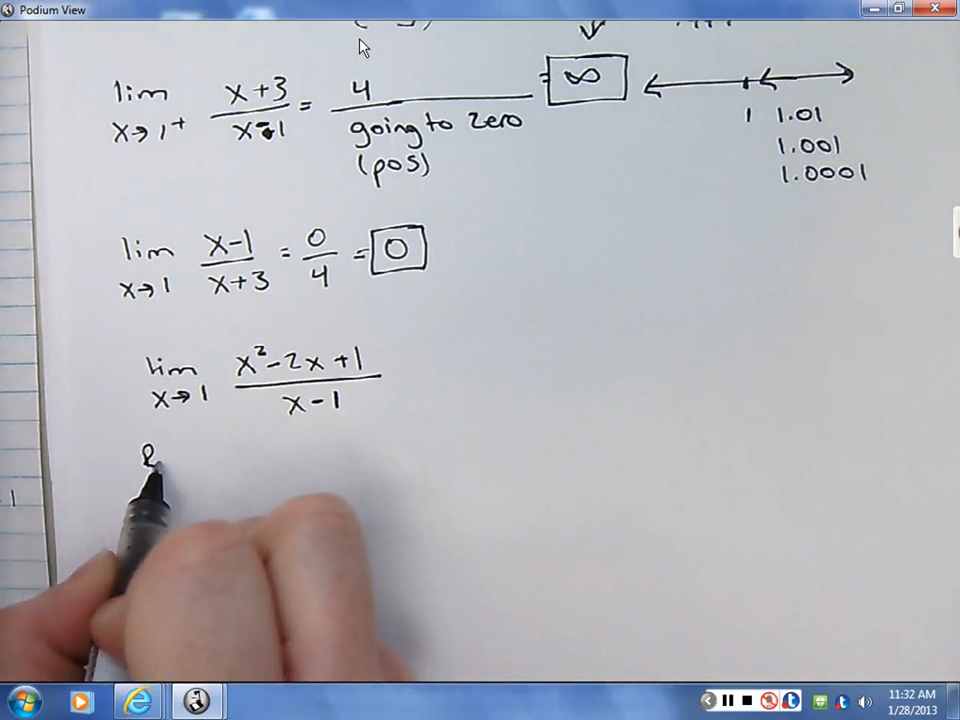 Podium View
lim x→1⁺ x+3/x-1 = 4/going to zero (pos) = ∞
1 1.01
1.001
1.0001
lim x→1 x-1/x+3 = 0/4 = 0
lim x→1 x²-2x+1/x-1
1
11:32 AM
1/28/2013